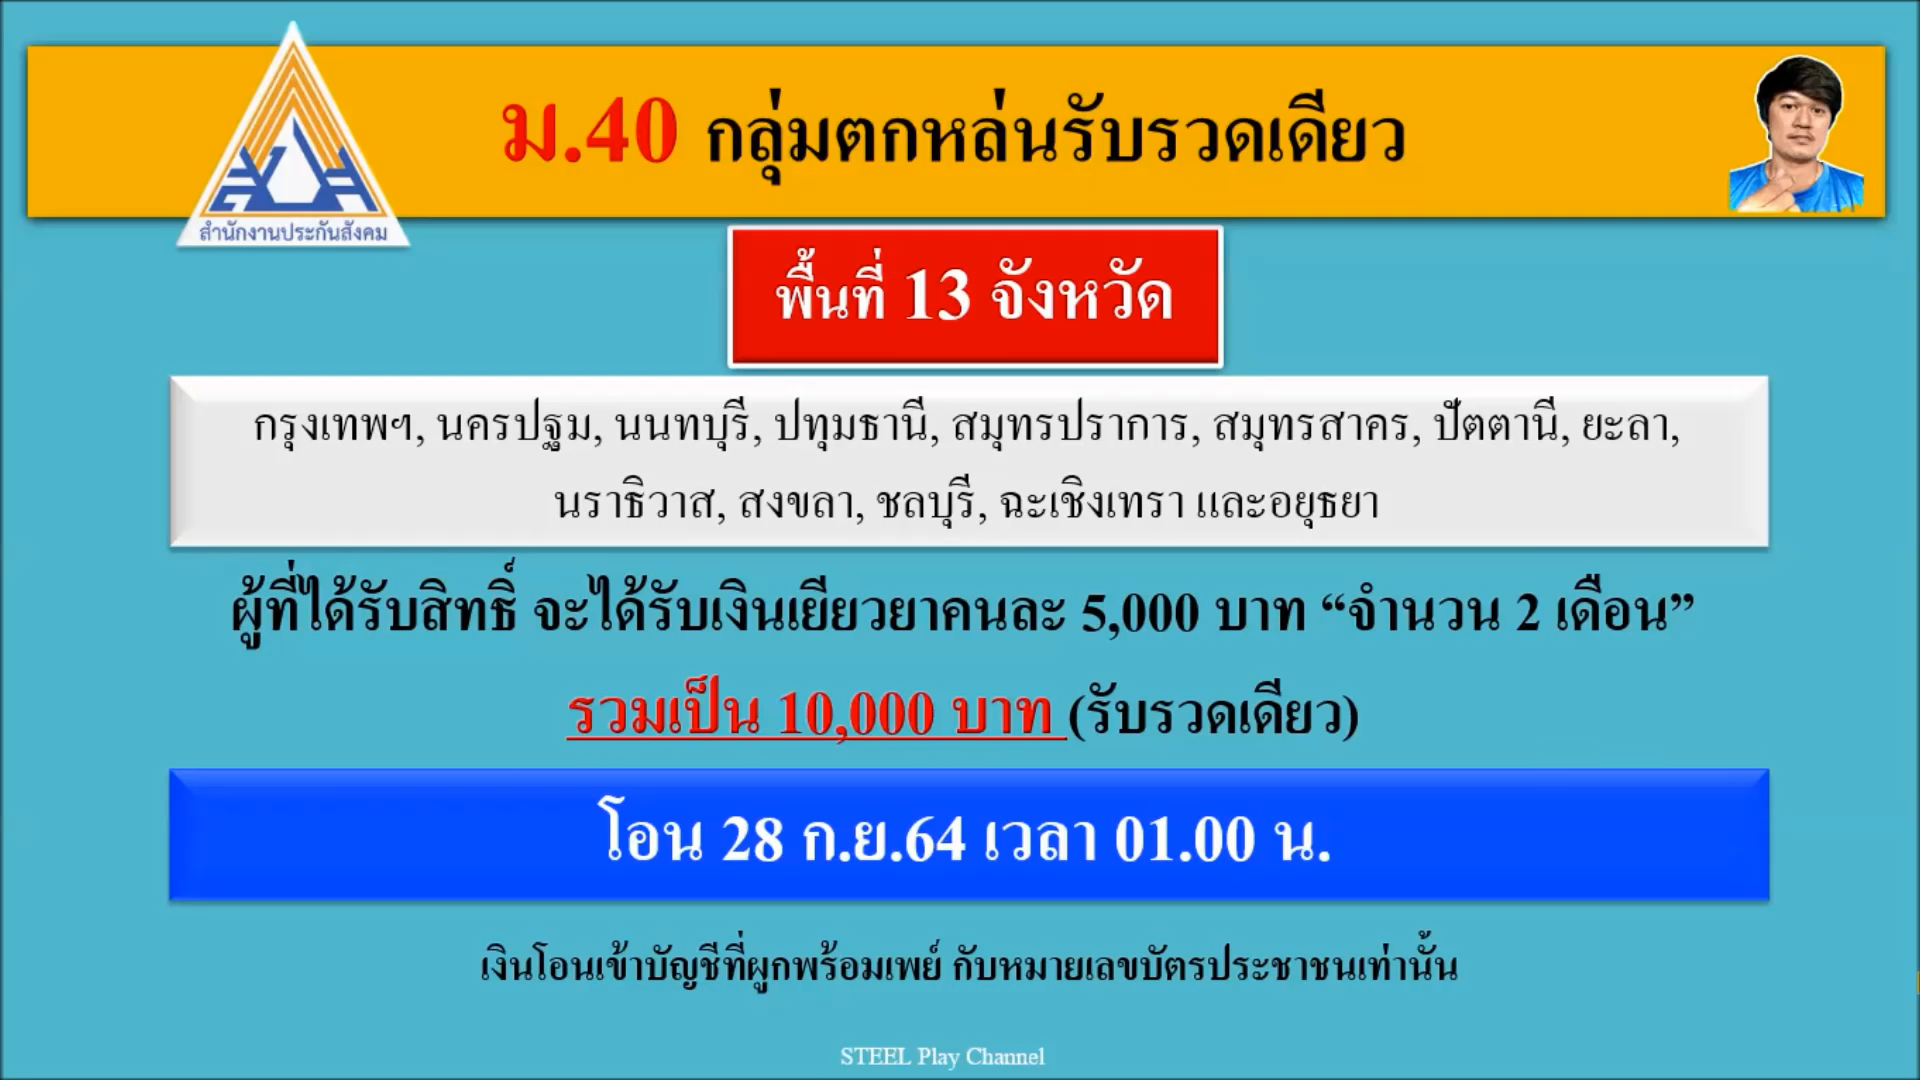 ม.40 กลุ่มตกหล่นรับรวดเดียว
สำนักงานประกันสังคม
พื้นที่ 13 จังหวัด
กรุงเทพฯ, นครปฐม, นนทบุรี, ปทุมธานี, สมุทรปราการ, สมุทรสาคร, ปัตตานี, ยะลา,
นราธิวาส, สงขลา, ชลบุรี, ฉะเชิงเทรา และอยุธยา
ผู้ที่ได้รับสิทธิ์ จะได้รับเงินเยียวยาคนละ 5,000 บาท “จำนวน 2 เดือน”
รวมเป็น 10,000 บาท (รับรวดเดียว)
โอน 28 ก.ย.64 เวลา 01.00 น.
เงินโอนเข้าบัญชีที่ผูกพร้อมเพย์ กับหมายเลขบัตรประชาชนเท่านั้น
STEEL Play Channel